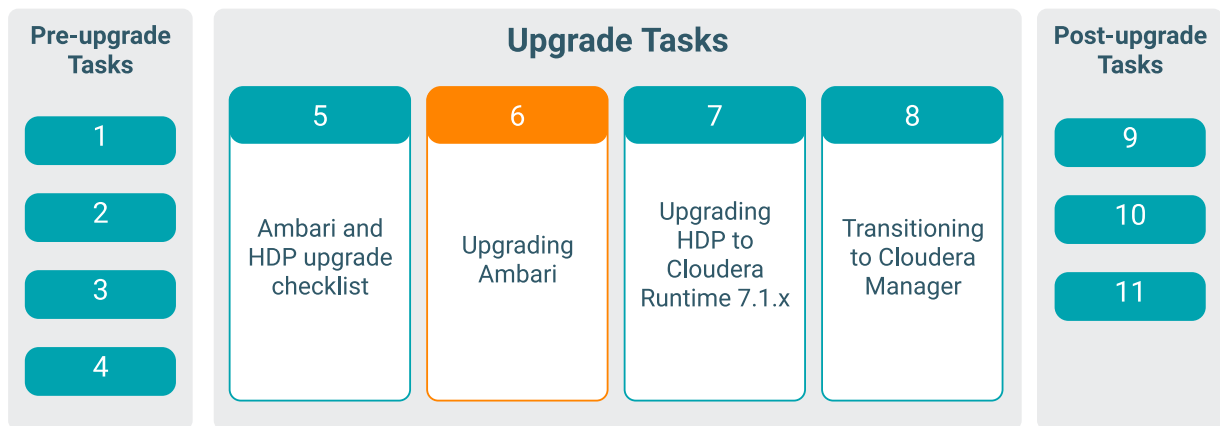 Pre-upgrade
Tasks
1
2
3
4
Upgrade Tasks
5
Ambari and
HDP upgrade
checklist
6
Upgrading
Ambari
7
Upgrading
HDP to
Cloudera
Runtime 7.1.x
8
Transitioning
to Cloudera
Manager
Post-upgrade
Tasks
9
10
11